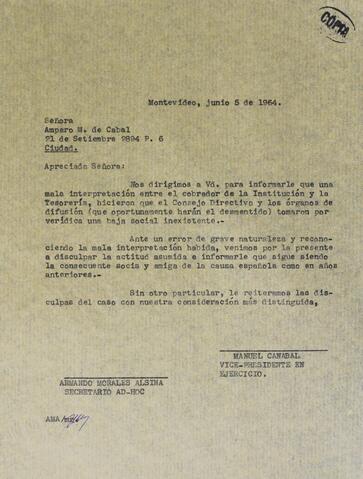 COPIA
Montevideo, junio 5 de 1964.
Señora
Amparo M. de Cabal
21 de Setiembre 2894 P. 6
Ciudad.
Apreciada Señora:
Nos dirigimos a Vd. para informarle que una
mala interpretación entre el cobrador de la Institución y la
Tesorería, hicieron que el Consejo Directivo y los órganos de
difusión (que oportunamente harán el desmentido) tomaron por
verídica una baja social inexistente.-
Ante un error de grave naturaleza y recono-
ciendo la mala interpretación habida, venimos por la presente
a disculpar la actitud asumida e informarle que sigue siendo
la consecuente socia y amiga de la causa española como en años
anteriores.-
Sin otro particular, le reiteramos las dis-
culpas del caso con nuestra consideración más distinguida,
MANUEL CANABAL
VICE-PRESIDENTE EN
EJERCICIO.
ARMANDO MORALES ALSINA
SECRETARIO AD-HOC
AMA/